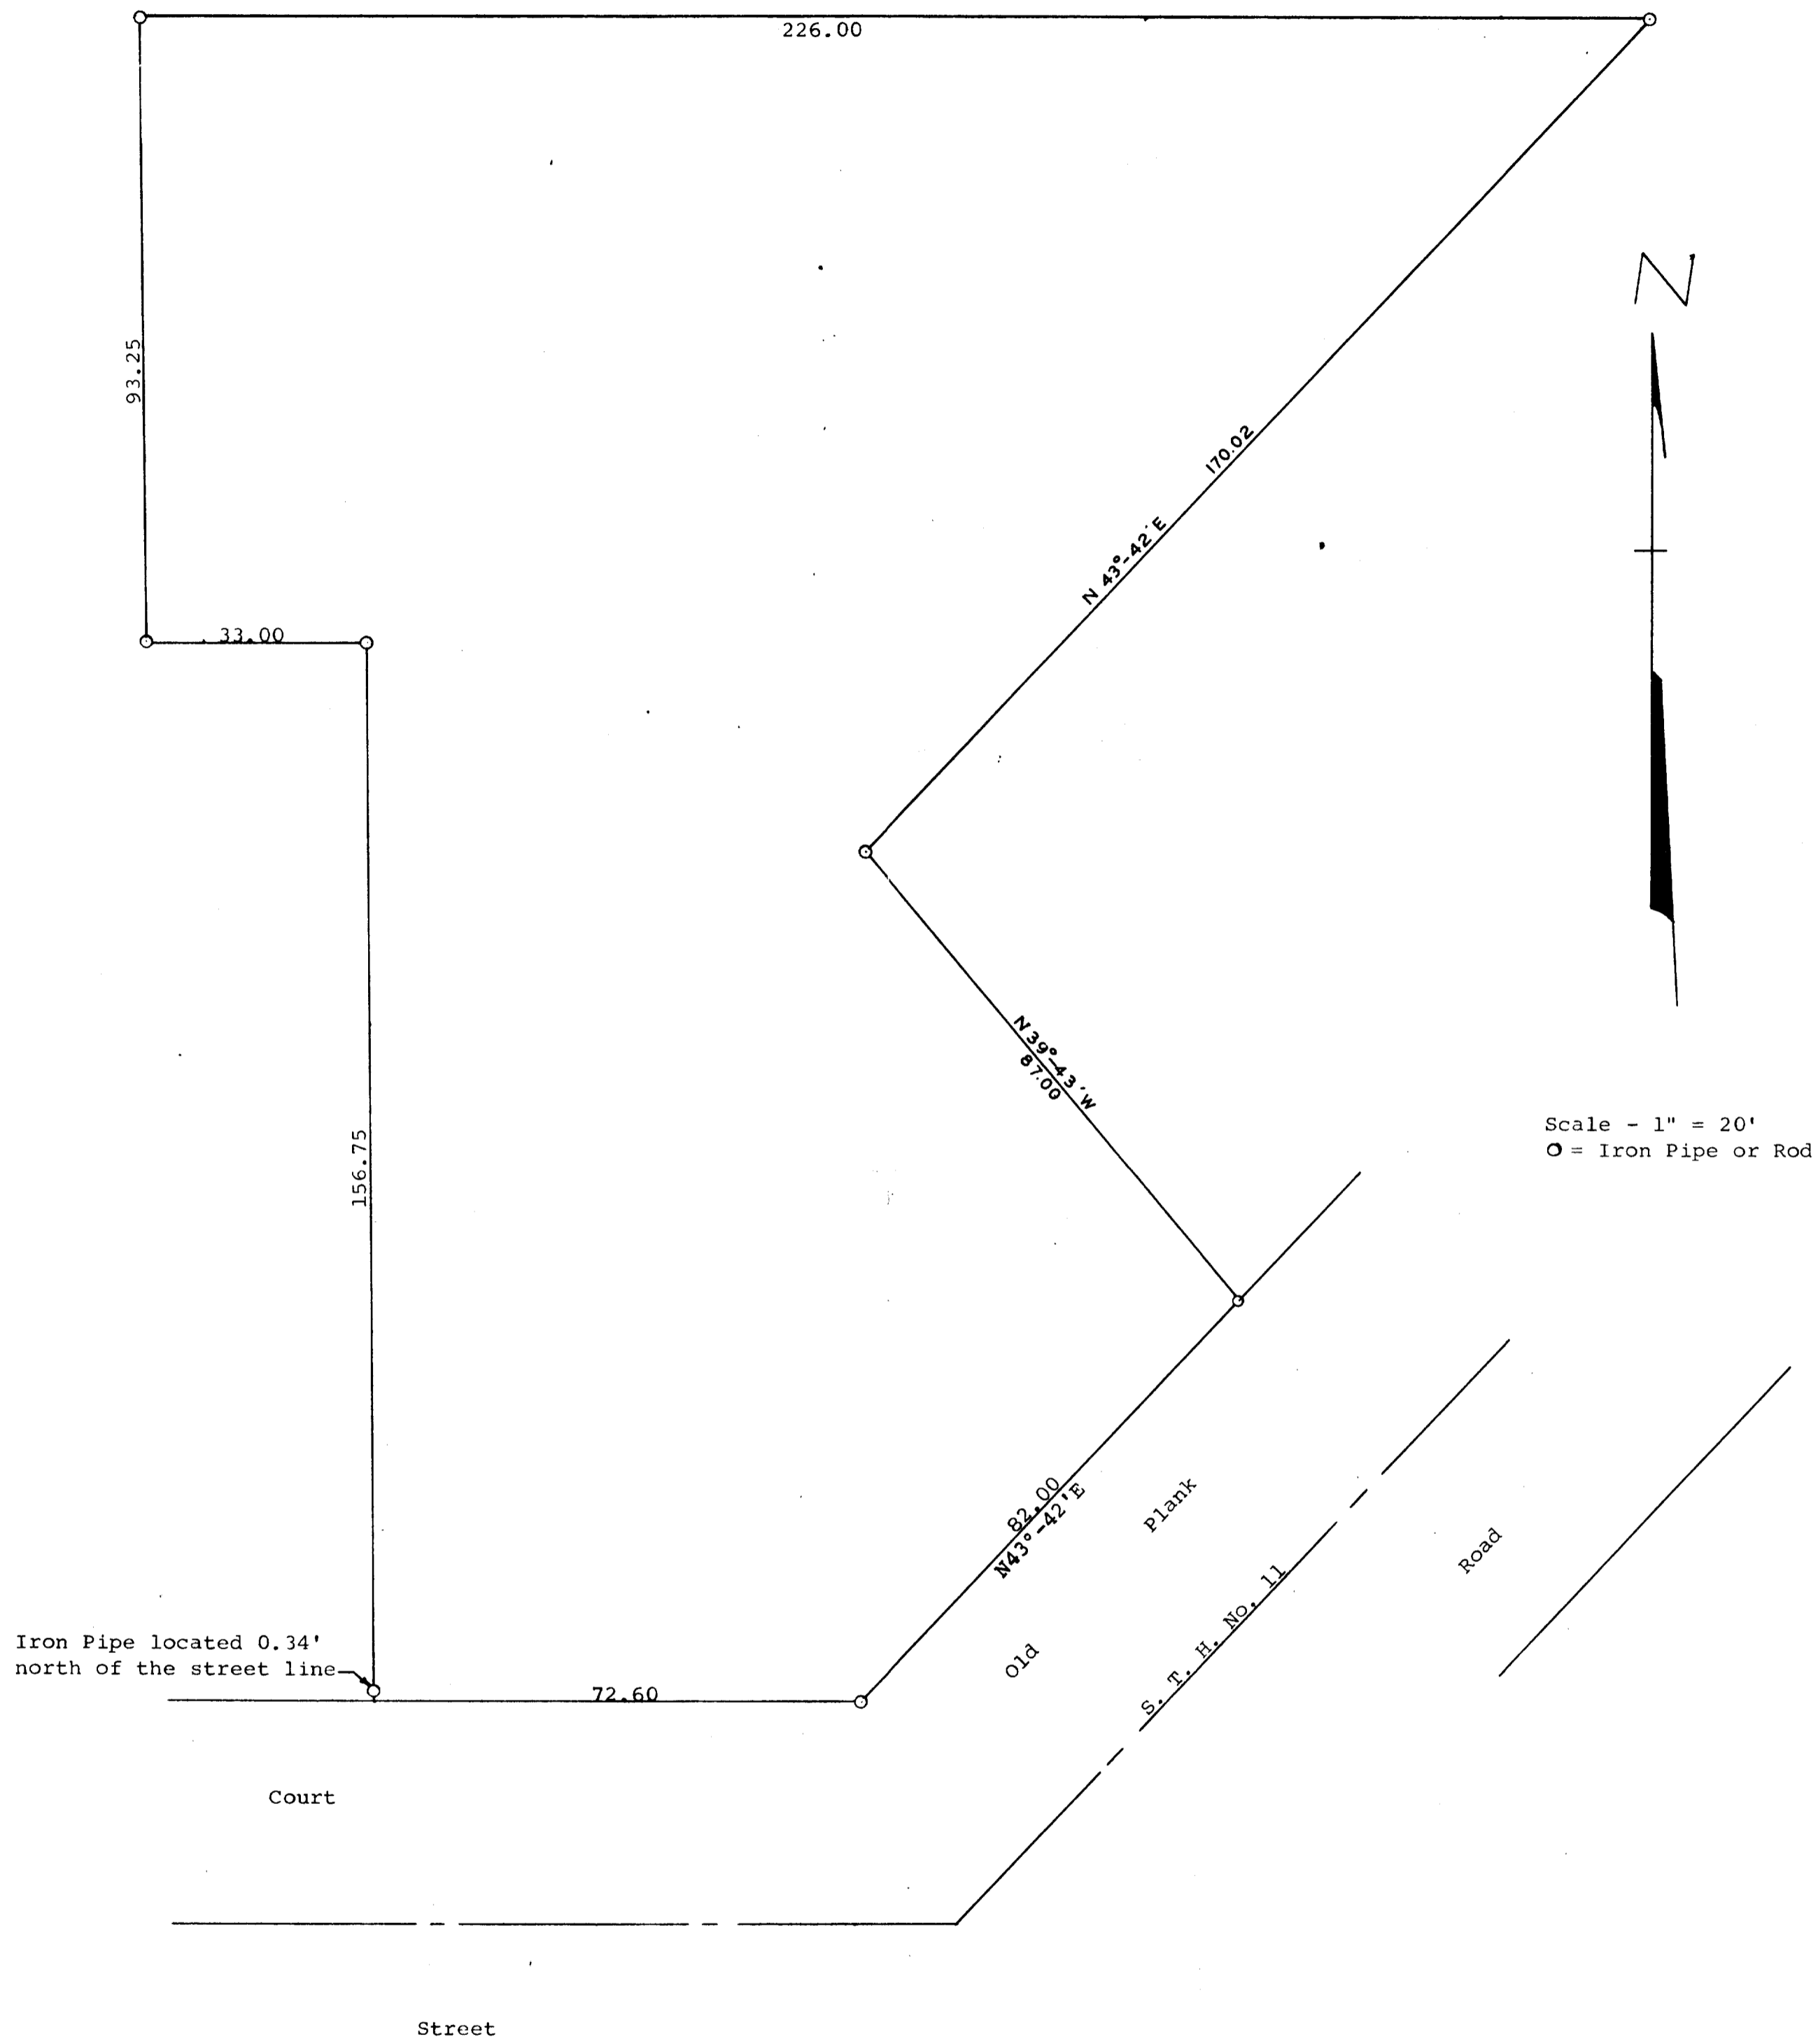 226.00
N
93.25
170.02
N 43°-42'E
33.00
N39°-43'W
87.00
Scale - 1" = 20'
O = Iron Pipe or Rod
156.75
82.00
N43°-42'E
Plank
Road
S. T. H. No. 11
Old
Iron Pipe located 0.34'
north of the street line
72.60
Court
Street